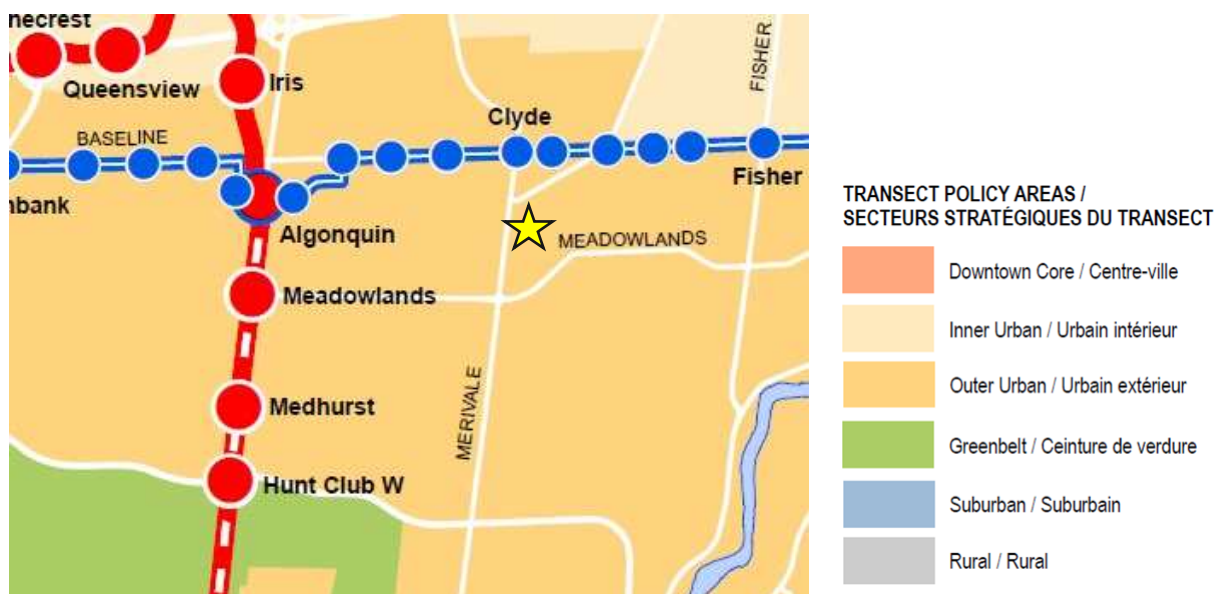 necrest
Queensview
Iris
FISHER
BASELINE
Clyde
nbank
Fisher
Algonquin
MEADOWLANDS
Meadowlands
MERIVALE
Medhurst
Hunt Club W
TRANSECT POLICY AREAS /
SECTEURS STRATÉGIQUES DU TRANSECT
Downtown Core / Centre-ville
Inner Urban / Urbain intérieur
Outer Urban / Urbain extérieur
Greenbelt / Ceinture de verdure
Suburban / Suburbain
Rural / Rural